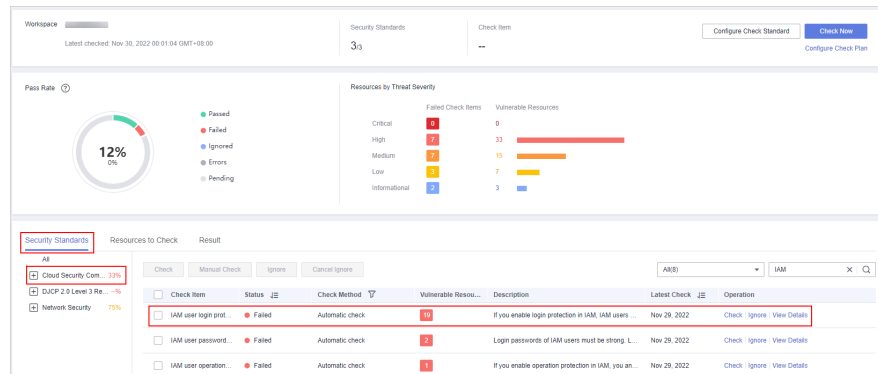 Workspace
Latest checked: Nov 30, 2022 00:01:04 GMT+08:00
Security Standards
3/3
Check Item
--
Configure Check Standard
Check Now
Configure Check Plan
Pass Rate ?
12%
0%
Passed
Failed
Ignored
Errors
Pending
Resources by Threat Severity
Failed Check Items Vulnerable Resources
Critical 0 0
High 7 33
Medium 7 15
Low 3 7
Informational 2 3
Security Standards Resources to Check Result
All
Cloud Security Com... 33%
DJCP 2.0 Level 3 Re... --%
Network Security 75%
Check Manual Check Ignore Cancel Ignore All(8) IAM
Check Item Status Check Method Vulnerable Resou... Description Latest Check Operation
IAM user login prot... Failed Automatic check 19 If you enable login protection in IAM, IAM users ... Nov 29, 2022 Check Ignore View Details
IAM user password... Failed Automatic check 2 Login passwords of IAM users must be strong. L... Nov 29, 2022 Check Ignore View Details
IAM user operation... Failed Automatic check 1 If you enable operation protection in IAM, you an... Nov 29, 2022 Check Ignore View Details